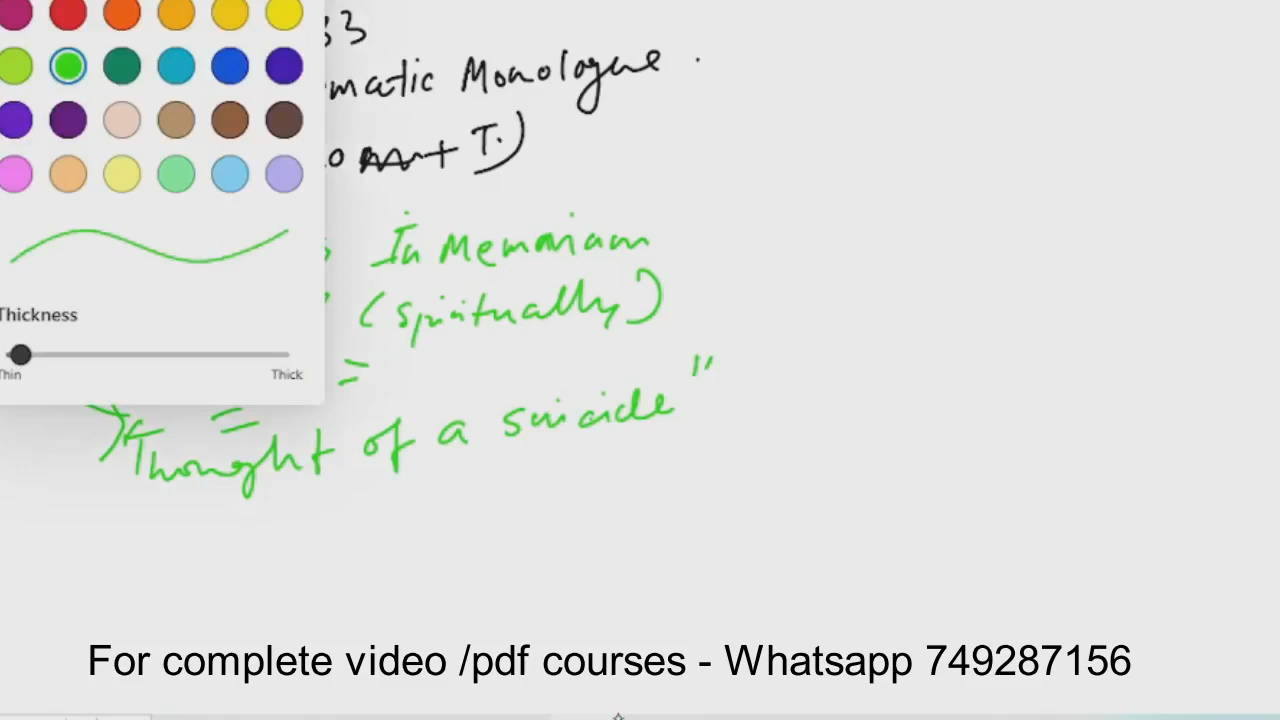 33
matic Monologue .
om + T.)
In Memoriam
(spiritually)
Thickness
Thin
Thick
=
=
Thought of a suicide "
For complete video /pdf courses - Whatsapp 749287156